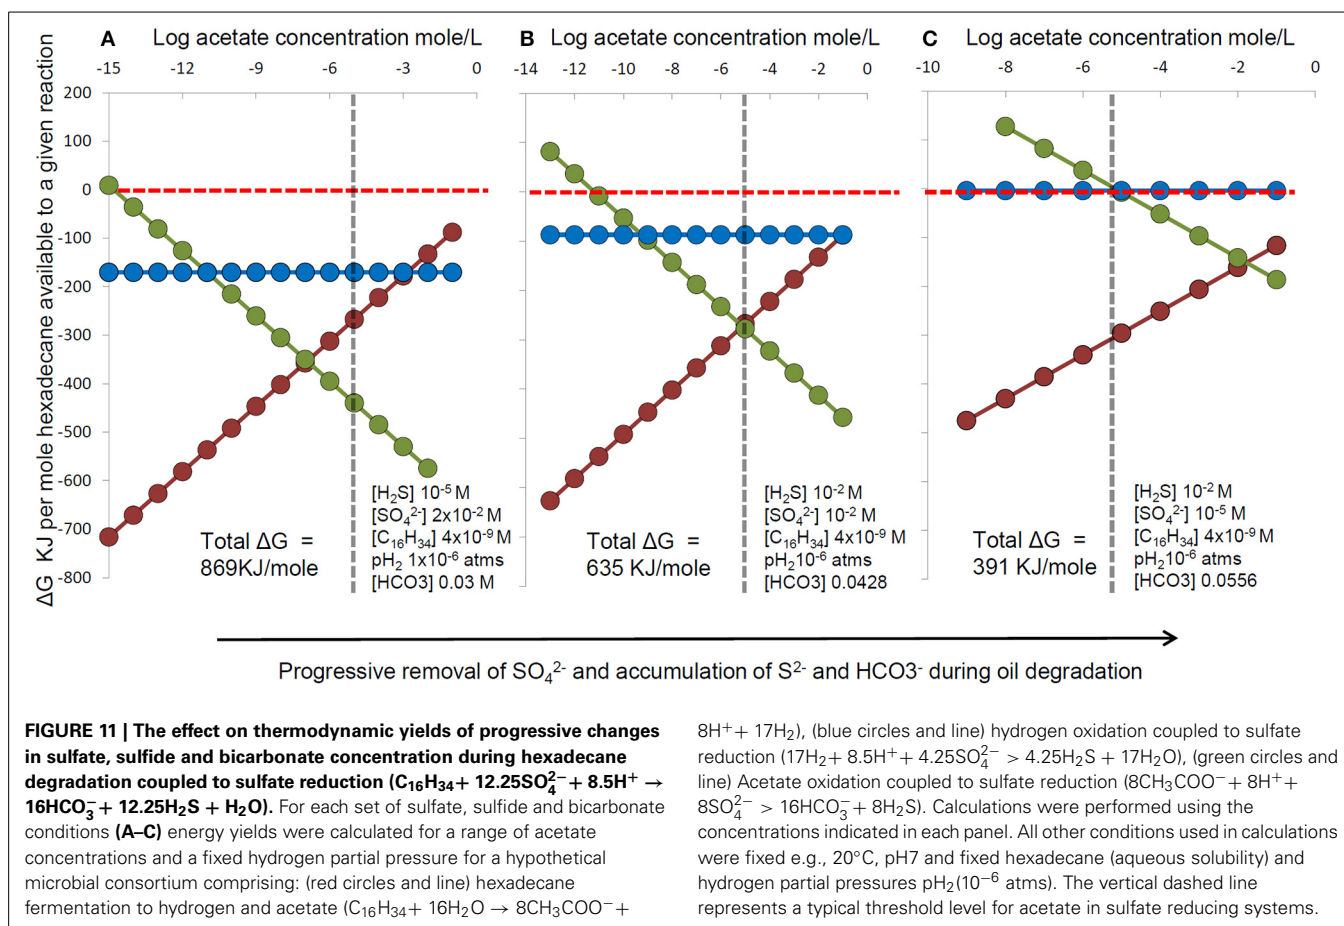 A Log acetate concentration mole/L
-15 -12 -9 -6 -3 0
B Log acetate concentration mole/L
-14 -12 -10 -8 -6 -4 -2 0
C Log acetate concentration mole/L
-10 -8 -6 -4 -2 0
ΔG KJ per mole hexadecane available to a given reaction
200
100
0
-100
-200
-300
-400
-500
-600
-700
-800
Total ΔG =
869KJ/mole
[H₂S] 10⁻⁵ M
[SO₄²⁻] 2x10⁻² M
[C₁₆H₃₄] 4x10⁻⁹ M
pH₂ 1x10⁻⁶ atms
[HCO3] 0.03 M
Total ΔG =
635 KJ/mole
[H₂S] 10⁻² M
[SO₄²⁻] 10⁻² M
[C₁₆H₃₄] 4x10⁻⁹ M
pH₂10⁻⁶ atms
[HCO3] 0.0428
Total ΔG =
391 KJ/mole
[H₂S] 10⁻² M
[SO₄²⁻] 10⁻⁵ M
[C₁₆H₃₄] 4x10⁻⁹ M
pH₂10⁻⁶ atms
[HCO3] 0.0556
Progressive removal of SO₄²⁻ and accumulation of S²⁻ and HCO3⁻ during oil degradation
FIGURE 11 | The effect on thermodynamic yields of progressive changes
in sulfate, sulfide and bicarbonate concentration during hexadecane
degradation coupled to sulfate reduction (C₁₆H₃₄+ 12.25SO₄²⁻ + 8.5H⁺ →
16HCO₃⁻+ 12.25H₂S + H₂O). For each set of sulfate, sulfide and bicarbonate
conditions (A–C) energy yields were calculated for a range of acetate
concentrations and a fixed hydrogen partial pressure for a hypothetical
microbial consortium comprising: (red circles and line) hexadecane
fermentation to hydrogen and acetate (C₁₆H₃₄+ 16H₂O → 8CH₃COO⁻+
8H⁺+ 17H₂), (blue circles and line) hydrogen oxidation coupled to sulfate
reduction (17H₂+ 8.5H⁺+ 4.25SO₄²⁻ > 4.25H₂S + 17H₂O), (green circles and
line) Acetate oxidation coupled to sulfate reduction (8CH₃COO⁻+ 8H⁺+
8SO₄²⁻ > 16HCO₃⁻+ 8H₂S). Calculations were performed using the
concentrations indicated in each panel. All other conditions used in calculations
were fixed e.g., 20°C, pH7 and fixed hexadecane (aqueous solubility) and
hydrogen partial pressures pH₂(10⁻⁶ atms). The vertical dashed line
represents a typical threshold level for acetate in sulfate reducing systems.